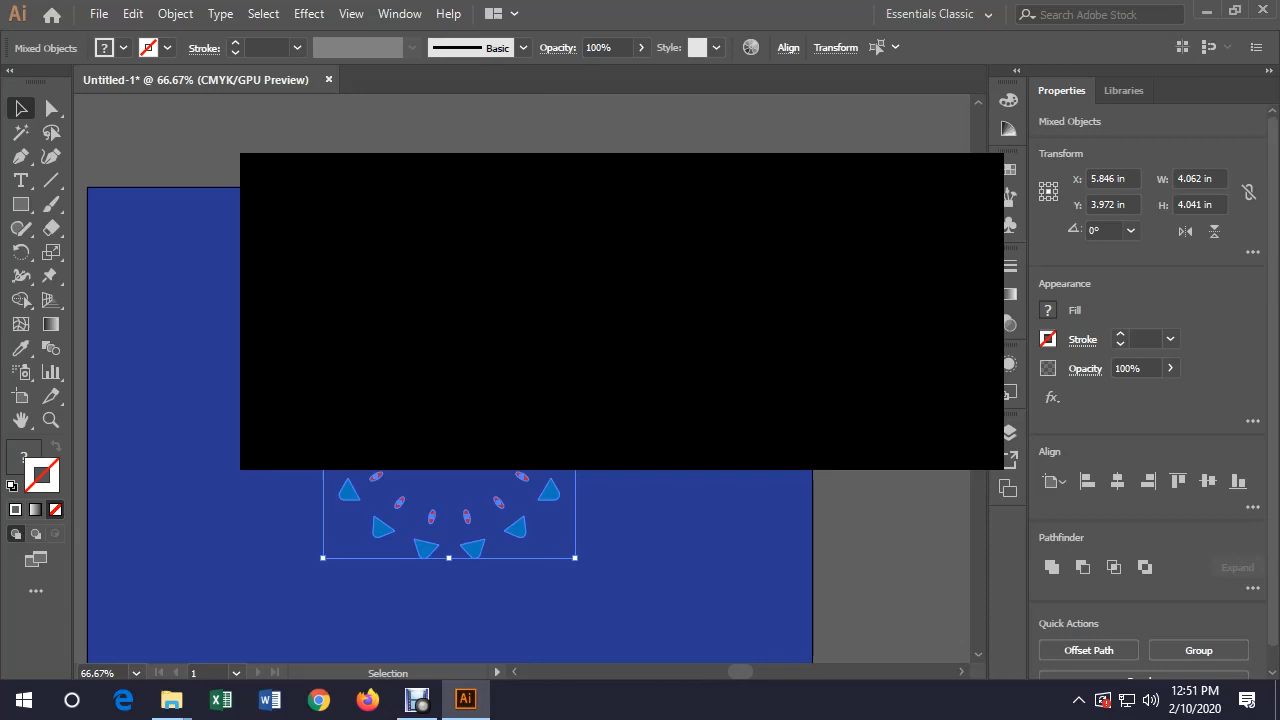 Ai File Edit Object Type Select Effect View Window Help Essentials Classic Search Adobe Stock
Mixed Objects ? Stroke: Basic Opacity: 100% Style: Align Transform
Untitled-1* @ 66.67% (CMYK/GPU Preview) ×
Properties Libraries
Mixed Objects
Transform
X: 5.846 in W: 4.062 in
Y: 3.972 in H: 4.041 in
0°
Appearance
? Fill
Stroke
Opacity 100%
fx.
Align
Pathfinder
Expand
Quick Actions
Offset Path Group
66.67% 1 Selection
Ai 12:51 PM
2/10/2020